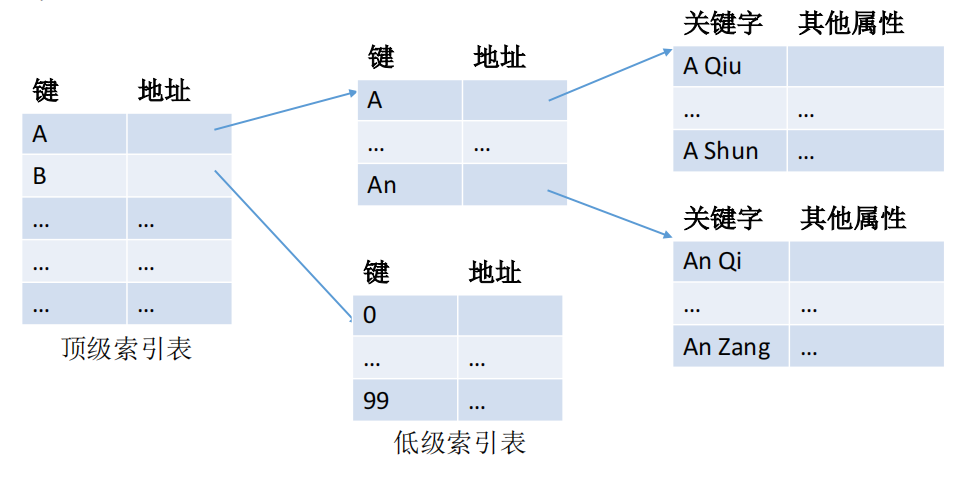 键 地址
A
B
… …
… …
… …
顶级索引表
键 地址
A
… …
An
键 地址
0
… …
99 …
低级索引表
关键字 其他属性
A Qiu
… …
A Shun …
关键字 其他属性
An Qi
… …
An Zang …